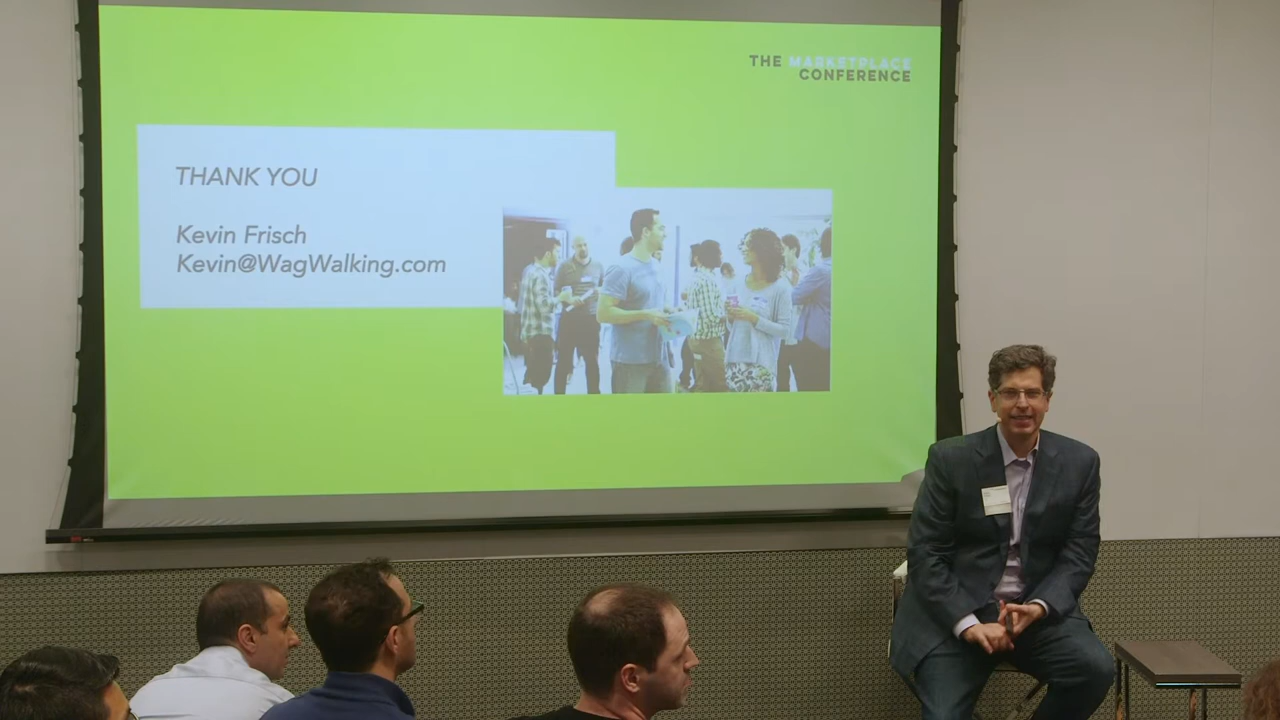 THE MARKETPLACE
CONFERENCE
THANK YOU
Kevin Frisch
Kevin@WagWalking.com